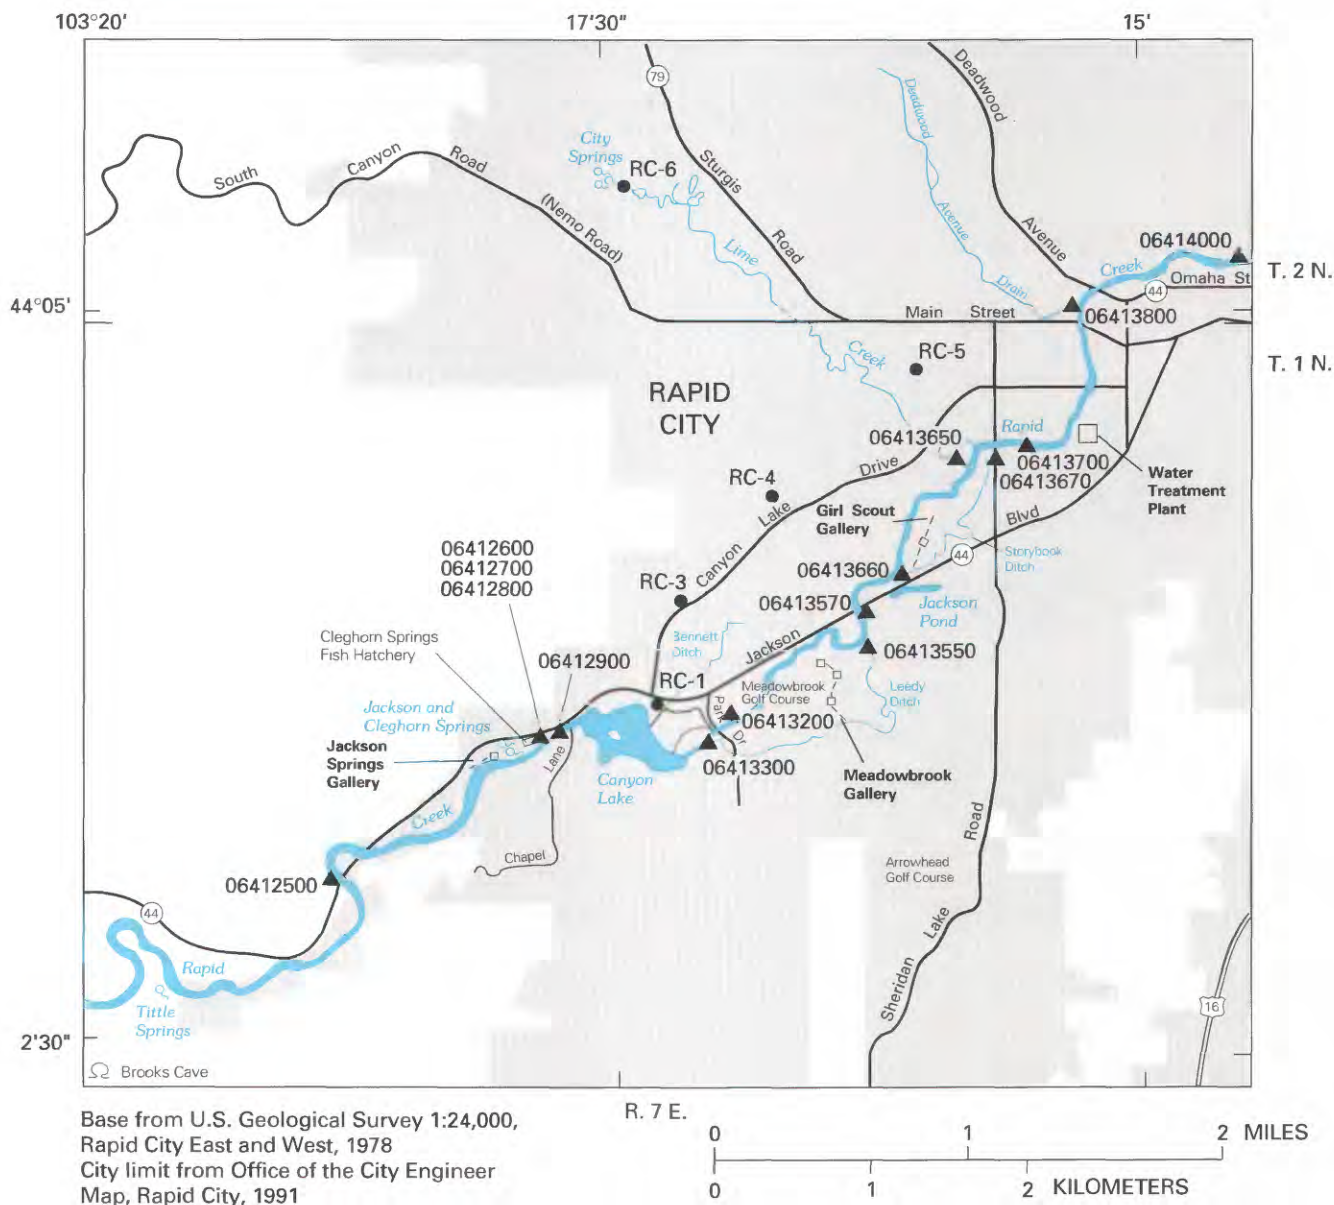 103°20'
17'30"
15'
79
Deadwood
Avenue
Deadwood
Avenue
Drain
City
Springs
RC-6
Sturgis
Road
South
Canyon
Road
(Nemo Road)
Lime
Creek
06414000
Creek
Omaha St
44
T. 2 N.
44°05'
Main Street
06413800
RC-5
T. 1 N.
RAPID
CITY
06413650
Rapid
06413700
06413670
Water
Treatment
Plant
RC-4
Drive
Lake
Canyon
Girl Scout
Gallery
Blvd
44
Storybook
Ditch
06412600
06412700
06412800
06413660
RC-3
06413570
Jackson
Pond
Cleghorn Springs
Fish Hatchery
Bennett
Ditch
Jackson
06413550
06412900
RC-1
Meadowbrook
Golf Course
Leedy
Ditch
Jackson and
Cleghorn Springs
Park
Dr
06413200
Jackson
Springs
Gallery
Lane
06413300
Canyon
Lake
Meadowbrook
Gallery
Creek
Chapel
Road
Arrowhead
Golf Course
06412500
44
Lake
Sheridan
Rapid
Tittle
Springs
16
2'30"
Brooks Cave
R. 7 E.
Base from U.S. Geological Survey 1:24,000,
Rapid City East and West, 1978
City limit from Office of the City Engineer
Map, Rapid City, 1991
0 1 2 MILES
0 1 2 KILOMETERS